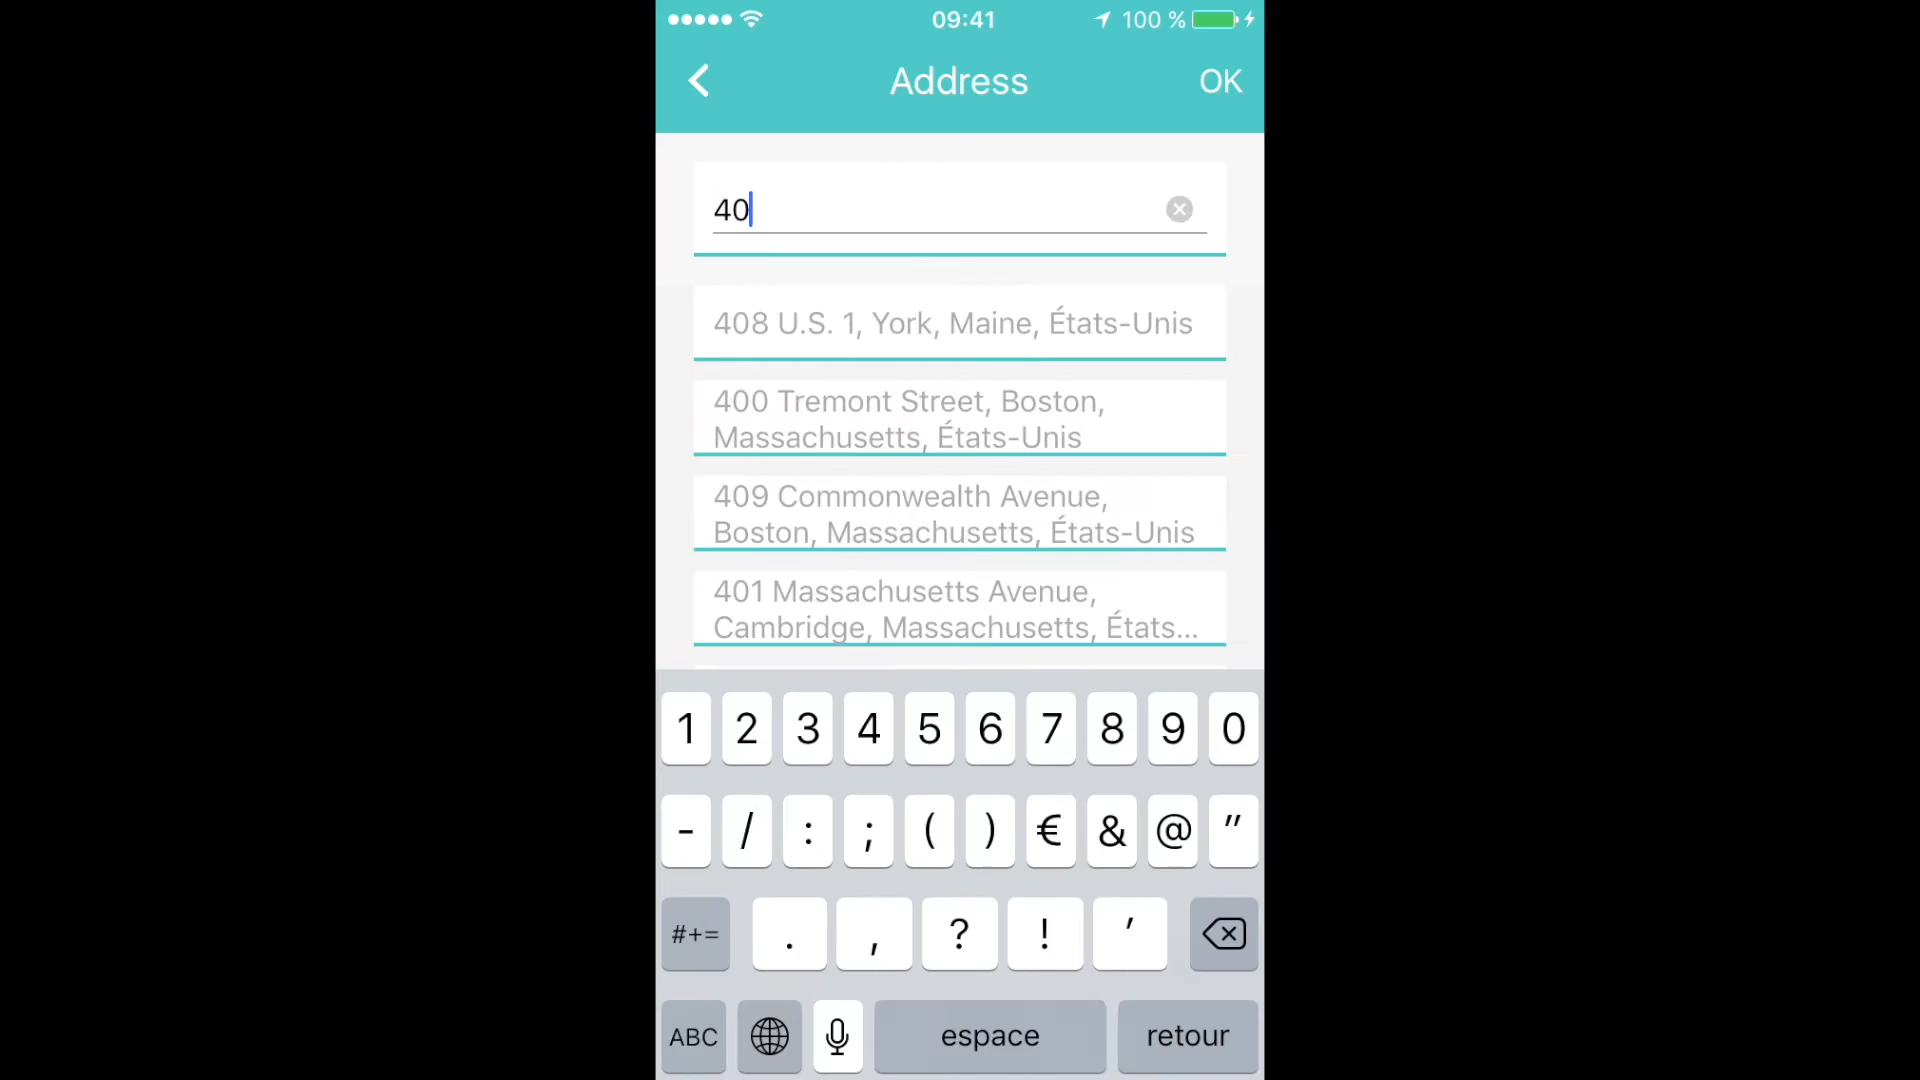 09:41
100 %
Address
OK
40
408 U.S. 1, York, Maine, États-Unis
400 Tremont Street, Boston,
Massachusetts, États-Unis
409 Commonwealth Avenue,
Boston, Massachusetts, États-Unis
401 Massachusetts Avenue,
Cambridge, Massachusetts, États...
1 2 3 4 5 6 7 8 9 0
- / : ; ( ) € & @ "
#+= . , ? ! '
ABC espace retour